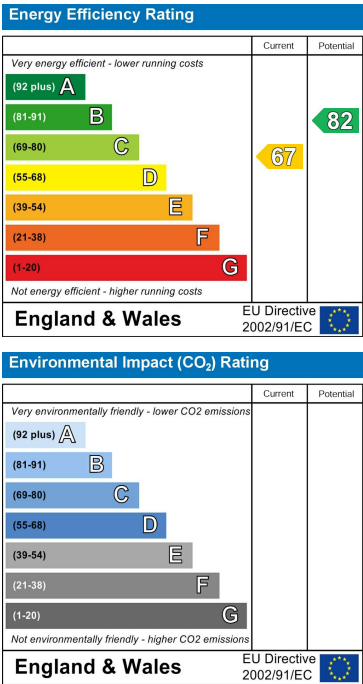 Energy Efficiency Rating
Current Potential
Very energy efficient - lower running costs
(92 plus) A
(81-91) B
82
(69-80) C
67
(55-68) D
(39-54) E
(21-38) F
(1-20) G
Not energy efficient - higher running costs
England & Wales
EU Directive
2002/91/EC
Environmental Impact (CO₂) Rating
Current Potential
Very environmentally friendly - lower CO2 emissions
(92 plus) A
(81-91) B
(69-80) C
(55-68) D
(39-54) E
(21-38) F
(1-20) G
Not environmentally friendly - higher CO2 emissions
England & Wales
EU Directive
2002/91/EC